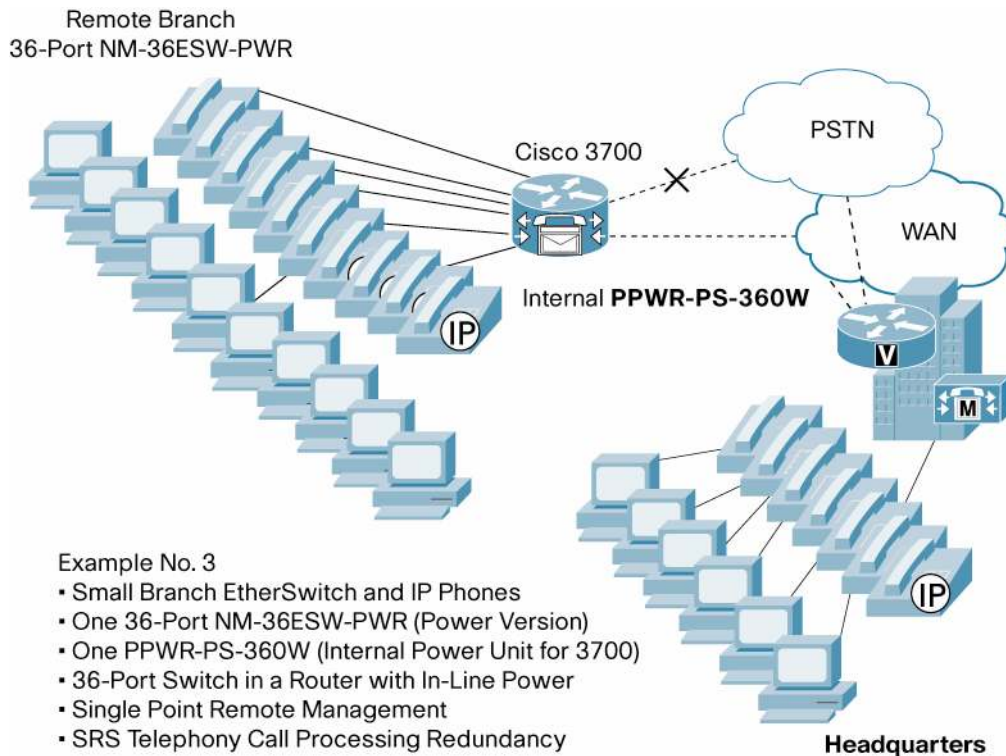 Remote Branch
36-Port NM-36ESW-PWR
PSTN
Cisco 3700
WAN
Internal PPWR-PS-360W
IP
V
M
IP
Example No. 3
▪ Small Branch EtherSwitch and IP Phones
▪ One 36-Port NM-36ESW-PWR (Power Version)
▪ One PPWR-PS-360W (Internal Power Unit for 3700)
▪ 36-Port Switch in a Router with In-Line Power
▪ Single Point Remote Management
▪ SRS Telephony Call Processing Redundancy
Headquarters